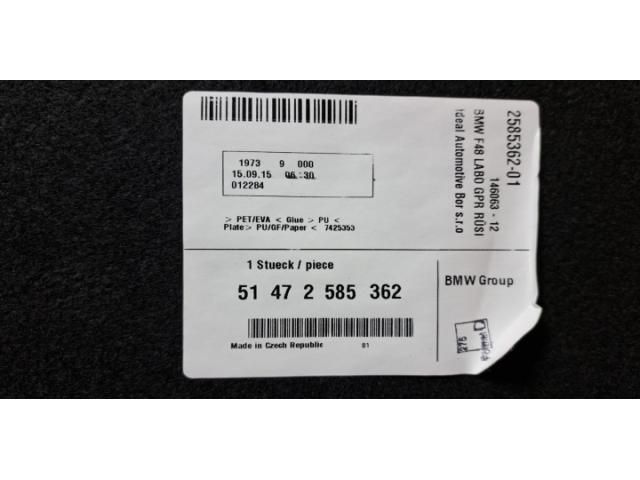 1973 9 000
15.09.15 06:30
012284
> PET/EVA < Glue > PU <
Plate> PU/GF/Paper < 7425353
2585362-01
146063 - 12
BMW F48 LABO GPR RÜSI
Ideal Automotive Bor s.r.o
1 Stueck / piece
51 47 2 585 362
Made in Czech Republic 01
BMW Group